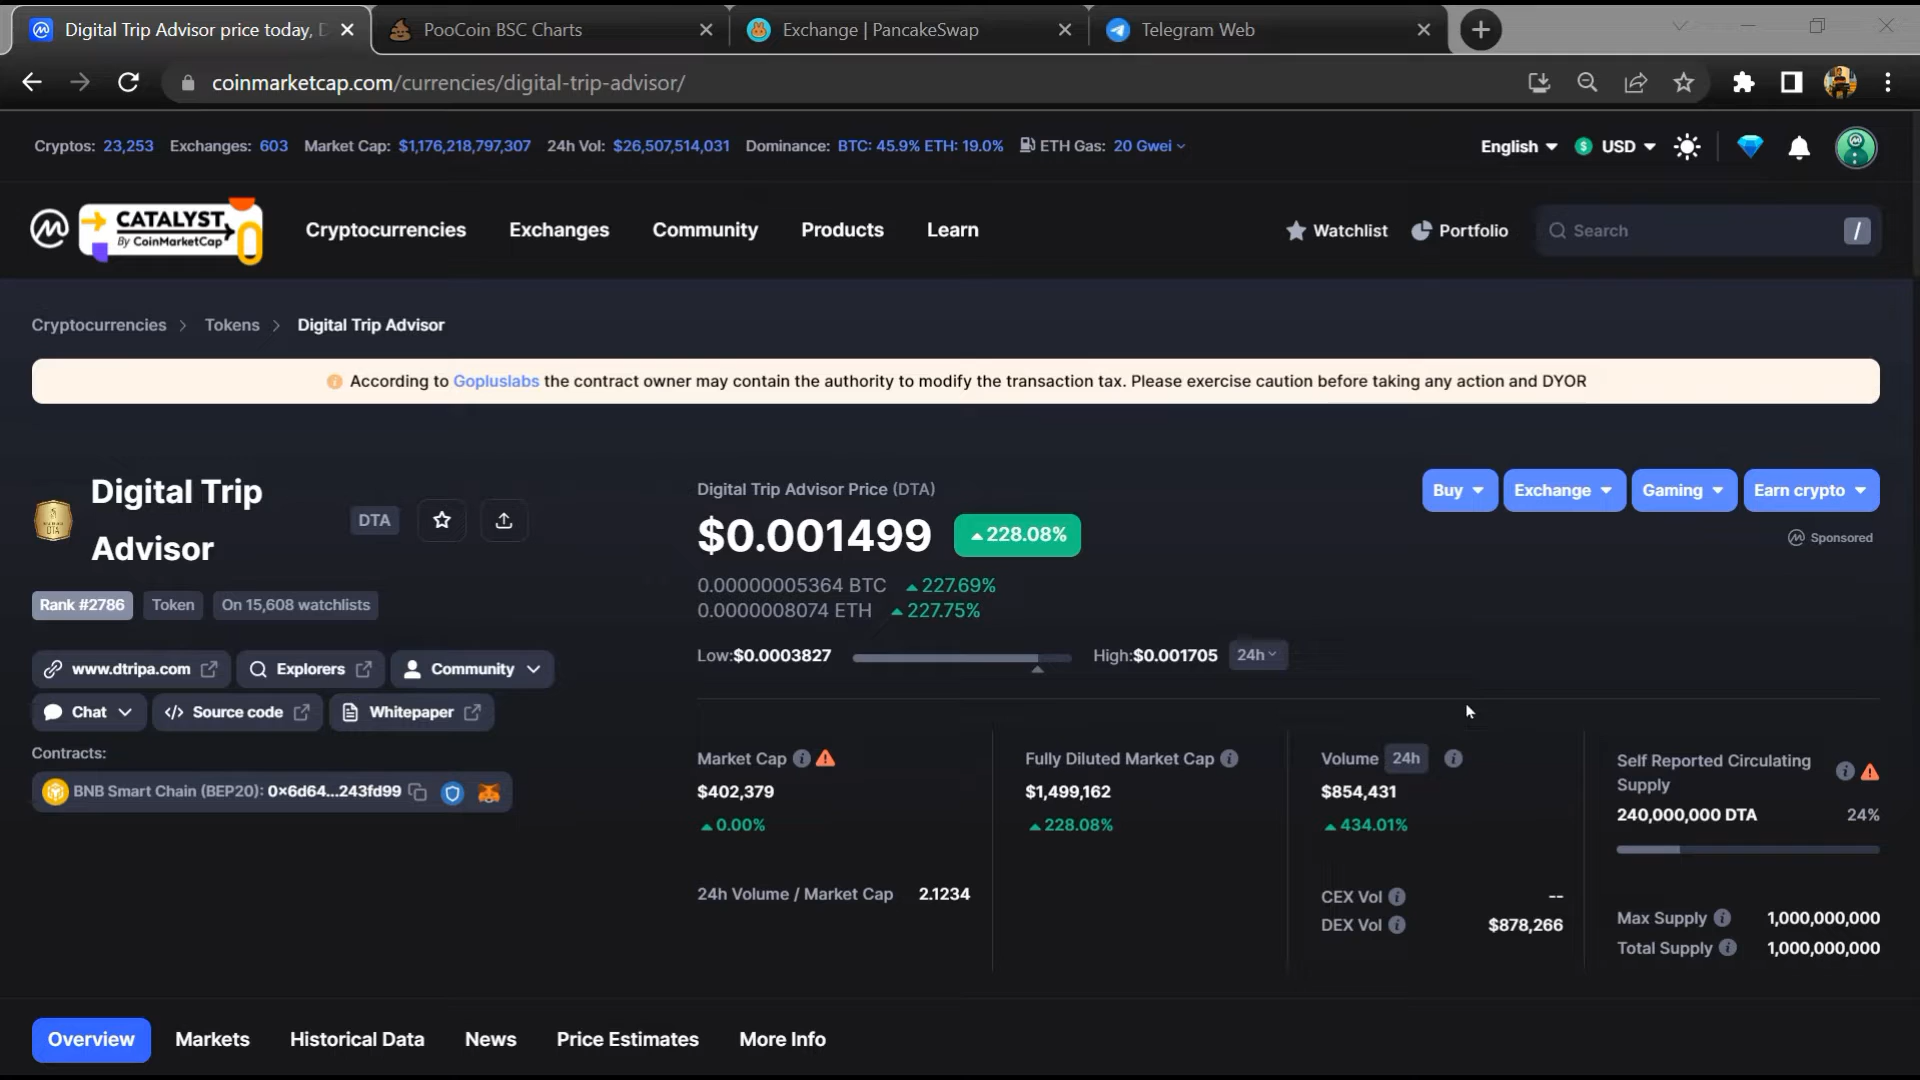 Digital Trip Advisor price today, D
PooCoin BSC Charts
Exchange | PancakeSwap
Telegram Web
coinmarketcap.com/currencies/digital-trip-advisor/
Cryptos: 23,253 Exchanges: 603 Market Cap: $1,176,218,797,307 24h Vol: $26,507,514,031 Dominance: BTC: 45.9% ETH: 19.0% ETH Gas: 20 Gwei
English USD
CATALYST
By CoinMarketCap
Cryptocurrencies Exchanges Community Products Learn
Watchlist Portfolio Search /
Cryptocurrencies > Tokens > Digital Trip Advisor
According to Gopluslabs the contract owner may contain the authority to modify the transaction tax. Please exercise caution before taking any action and DYOR
Digital Trip
Advisor
DTA
Rank #2786 Token On 15,608 watchlists
www.dtripa.com Explorers Community
Chat Source code Whitepaper
Contracts:
BNB Smart Chain (BEP20): 0x6d64...243fd99
Digital Trip Advisor Price (DTA)
$0.001499 228.08%
0.00000005364 BTC 227.69%
0.0000008074 ETH 227.75%
Low:$0.0003827 High:$0.001705 24h
Buy Exchange Gaming Earn crypto
Sponsored
Market Cap
$402,379
0.00%
24h Volume / Market Cap 2.1234
Fully Diluted Market Cap
$1,499,162
228.08%
Volume 24h
$854,431
434.01%
CEX Vol --
DEX Vol $878,266
Self Reported Circulating
Supply
240,000,000 DTA 24%
Max Supply 1,000,000,000
Total Supply 1,000,000,000
Overview Markets Historical Data News Price Estimates More Info